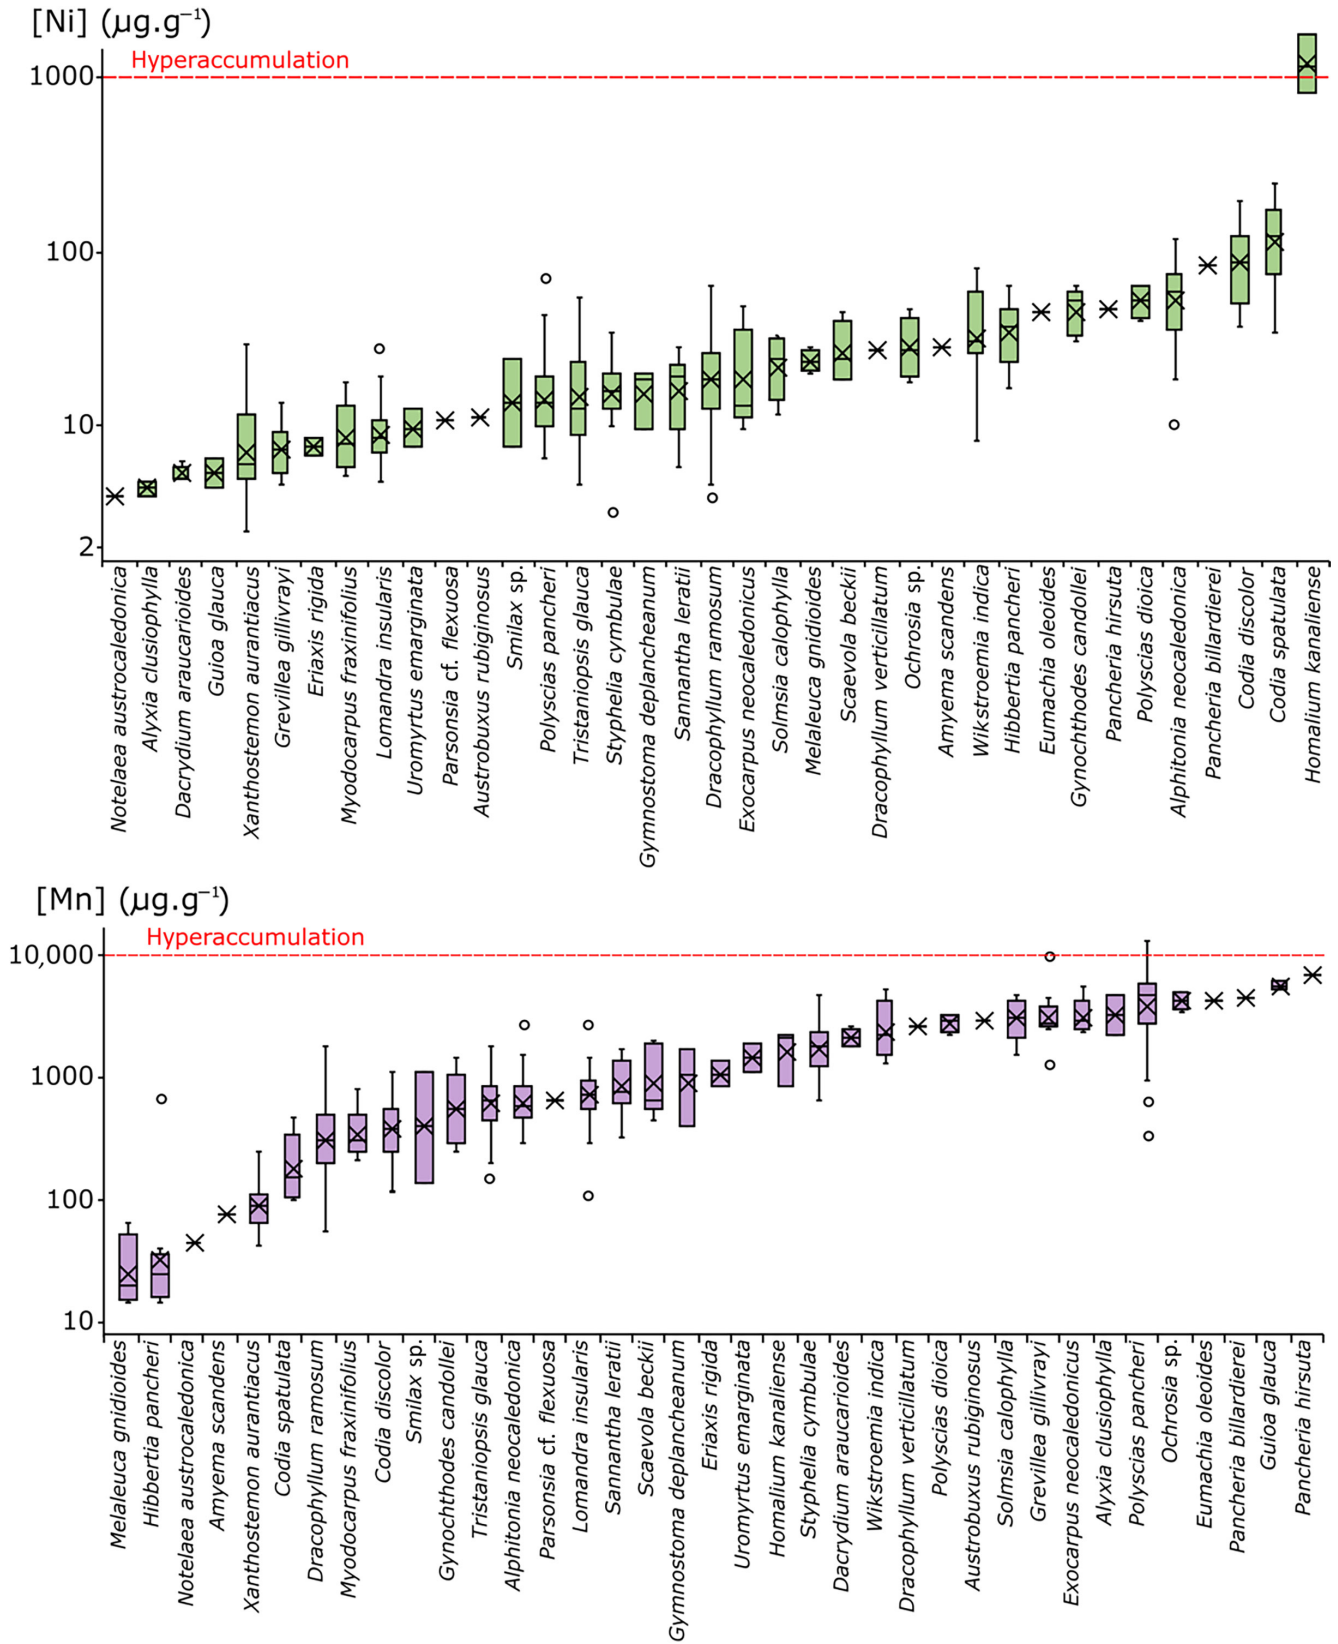 [Ni] (µg.g⁻¹)
Hyperaccumulation
1000
100
10
2
Notelaea austrocaledonica
Alyxia clusiophylla
Dacrydium araucarioides
Guioa glauca
Xanthostemon aurantiacus
Grevillea gillivrayi
Eriaxis rigida
Myodocarpus fraxinifolius
Lomandra insularis
Uromyrtus emarginata
Parsonsia cf. flexuosa
Austrobuxus rubiginosus
Smilax sp.
Polyscias pancheri
Tristaniopsis glauca
Styphelia cymbulae
Gymnostoma deplancheanum
Sannantha leratii
Dracophyllum ramosum
Exocarpus neocaledonicus
Solmsia calophylla
Melaleuca gnidioides
Scaevola beckii
Dracophyllum verticillatum
Ochrosia sp.
Amyema scandens
Wikstroemia indica
Hibbertia pancheri
Eumachia oleoides
Gynochthodes candollei
Pancheria hirsuta
Polyscias dioica
Alphitonia neocaledonica
Pancheria billardierei
Codia discolor
Codia spatulata
Homalium kanaliense
[Mn] (µg.g⁻¹)
Hyperaccumulation
10,000
1000
100
10
Melaleuca gnidioides
Hibbertia pancheri
Notelaea austrocaledonica
Amyema scandens
Xanthostemon aurantiacus
Codia spatulata
Dracophyllum ramosum
Myodocarpus fraxinifolius
Codia discolor
Smilax sp.
Gynochthodes candollei
Tristaniopsis glauca
Alphitonia neocaledonica
Parsonsia cf. flexuosa
Lomandra insularis
Sannantha leratii
Scaevola beckii
Gymnostoma deplancheanum
Eriaxis rigida
Uromyrtus emarginata
Homalium kanaliense
Styphelia cymbulae
Dacrydium araucarioides
Wikstroemia indica
Dracophyllum verticillatum
Polyscias dioica
Austrobuxus rubiginosus
Solmsia calophylla
Grevillea gillivrayi
Exocarpus neocaledonicus
Alyxia clusiophylla
Polyscias pancheri
Ochrosia sp.
Eumachia oleoides
Pancheria billardierei
Guioa glauca
Pancheria hirsuta